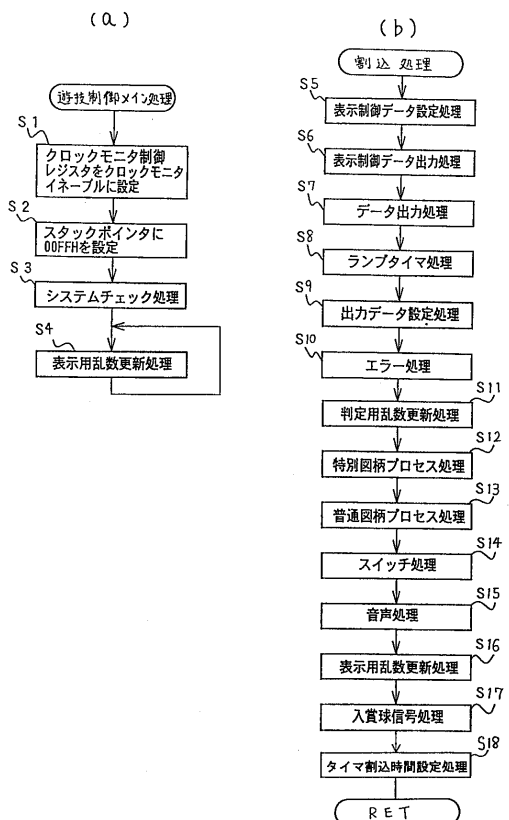 (a)
遊技制御メイン処理
S1
クロックモニタ制御
レジスタをクロックモニタ
イネーブルに設定
S2
スタックポインタに
00FFHを設定
S3
システムチェック処理
S4
表示用乱数更新処理
(b)
割込 処理
S5
表示制御データ設定処理
S6
表示制御データ出力処理
S7
データ出力処理
S8
ランプタイマ処理
S9
出力データ設定処理
S10
エラー処理
S11
判定用乱数更新処理
S12
特別図柄プロセス処理
S13
普通図柄プロセス処理
S14
スイッチ処理
S15
音声処理
S16
表示用乱数更新処理
S17
入賞球信号処理
S18
タイマ割込時間設定処理
RET